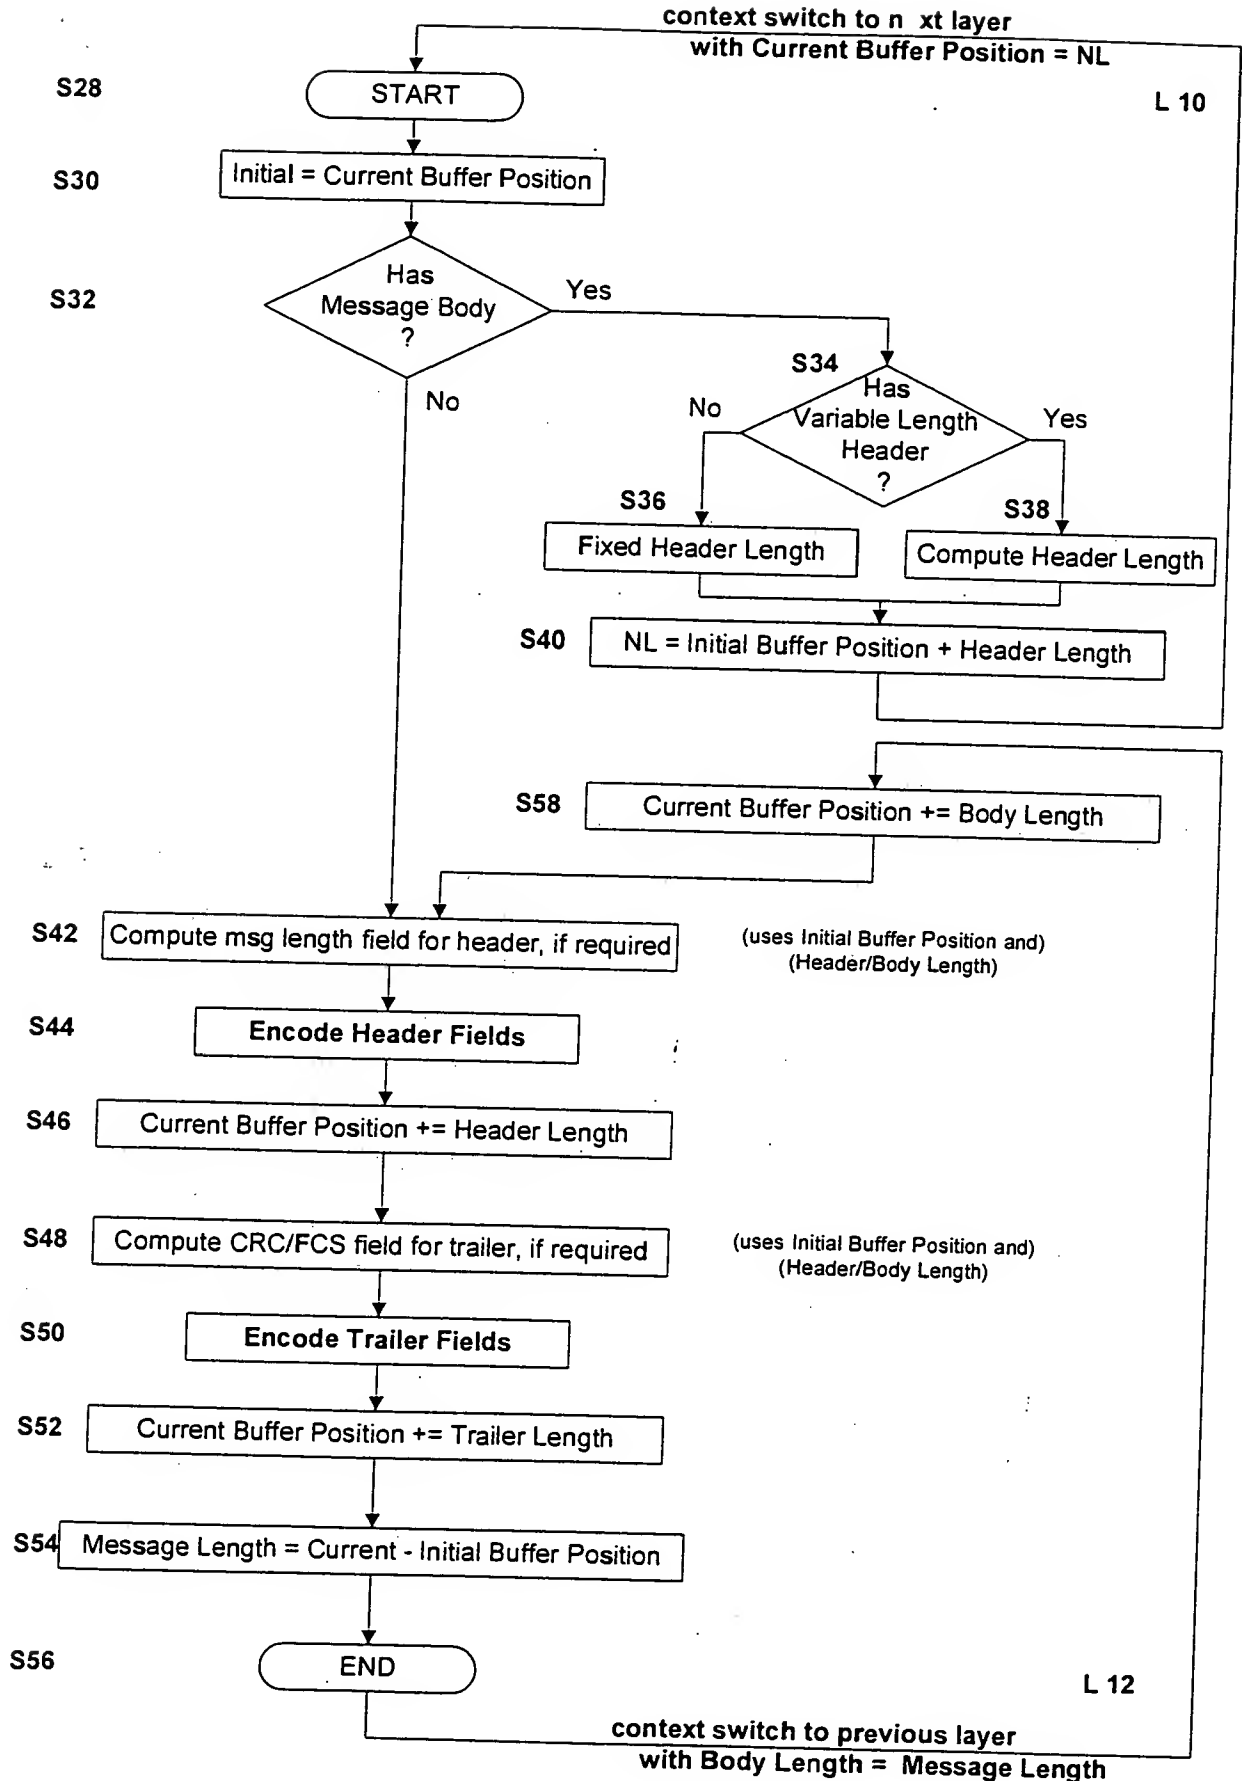 context switch to n xt layer
with Current Buffer Position = NL
S28
START
L 10
S30
Initial = Current Buffer Position
S32
Has
Message Body
?
Yes
No
S34
Has
Variable Length
Header
?
No
Yes
S36
Fixed Header Length
S38
Compute Header Length
S40
NL = Initial Buffer Position + Header Length
S58
Current Buffer Position += Body Length
S42
Compute msg length field for header, if required
(uses Initial Buffer Position and)
(Header/Body Length)
S44
Encode Header Fields
S46
Current Buffer Position += Header Length
S48
Compute CRC/FCS field for trailer, if required
(uses Initial Buffer Position and)
(Header/Body Length)
S50
Encode Trailer Fields
S52
Current Buffer Position += Trailer Length
S54
Message Length = Current - Initial Buffer Position
S56
END
L 12
context switch to previous layer
with Body Length = Message Length